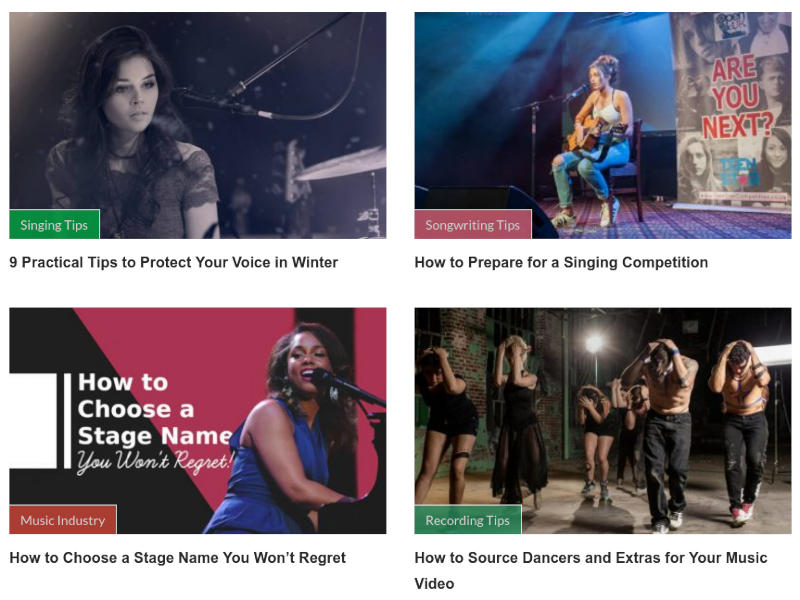 ARE
YOU
NEXT?
TEEN
STAR
Singing Tips
Songwriting Tips
9 Practical Tips to Protect Your Voice in Winter
How to Prepare for a Singing Competition
How to
Choose a
Stage Name
You Won't Regret!
Music Industry
Recording Tips
How to Choose a Stage Name You Won’t Regret
How to Source Dancers and Extras for Your Music
Video